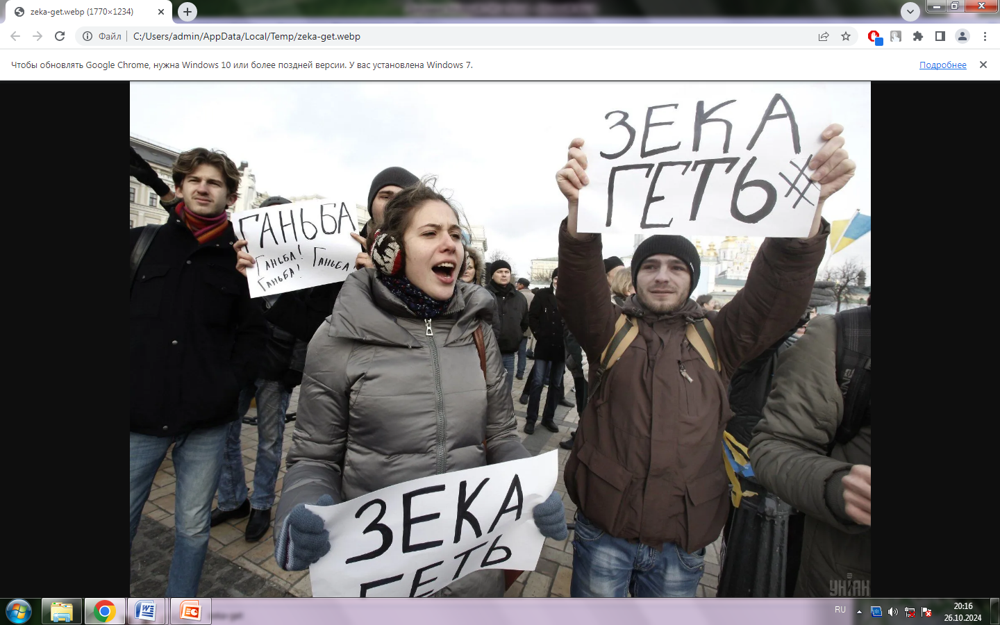 zeka-get.webp (1770×1234)
Файл
C:/Users/admin/AppData/Local/Temp/zeka-get.webp
Чтобы обновлять Google Chrome, нужна Windows 10 или более поздней версии. У вас установлена Windows 7.
Подробнее
ЗЕКА
ГЕТЬ
ГАНЬБА
Ганьба! Ганьба
Ганьба!
ЗЕКА
ГЕТЬ
УНІАН
RU
20:16
26.10.2024